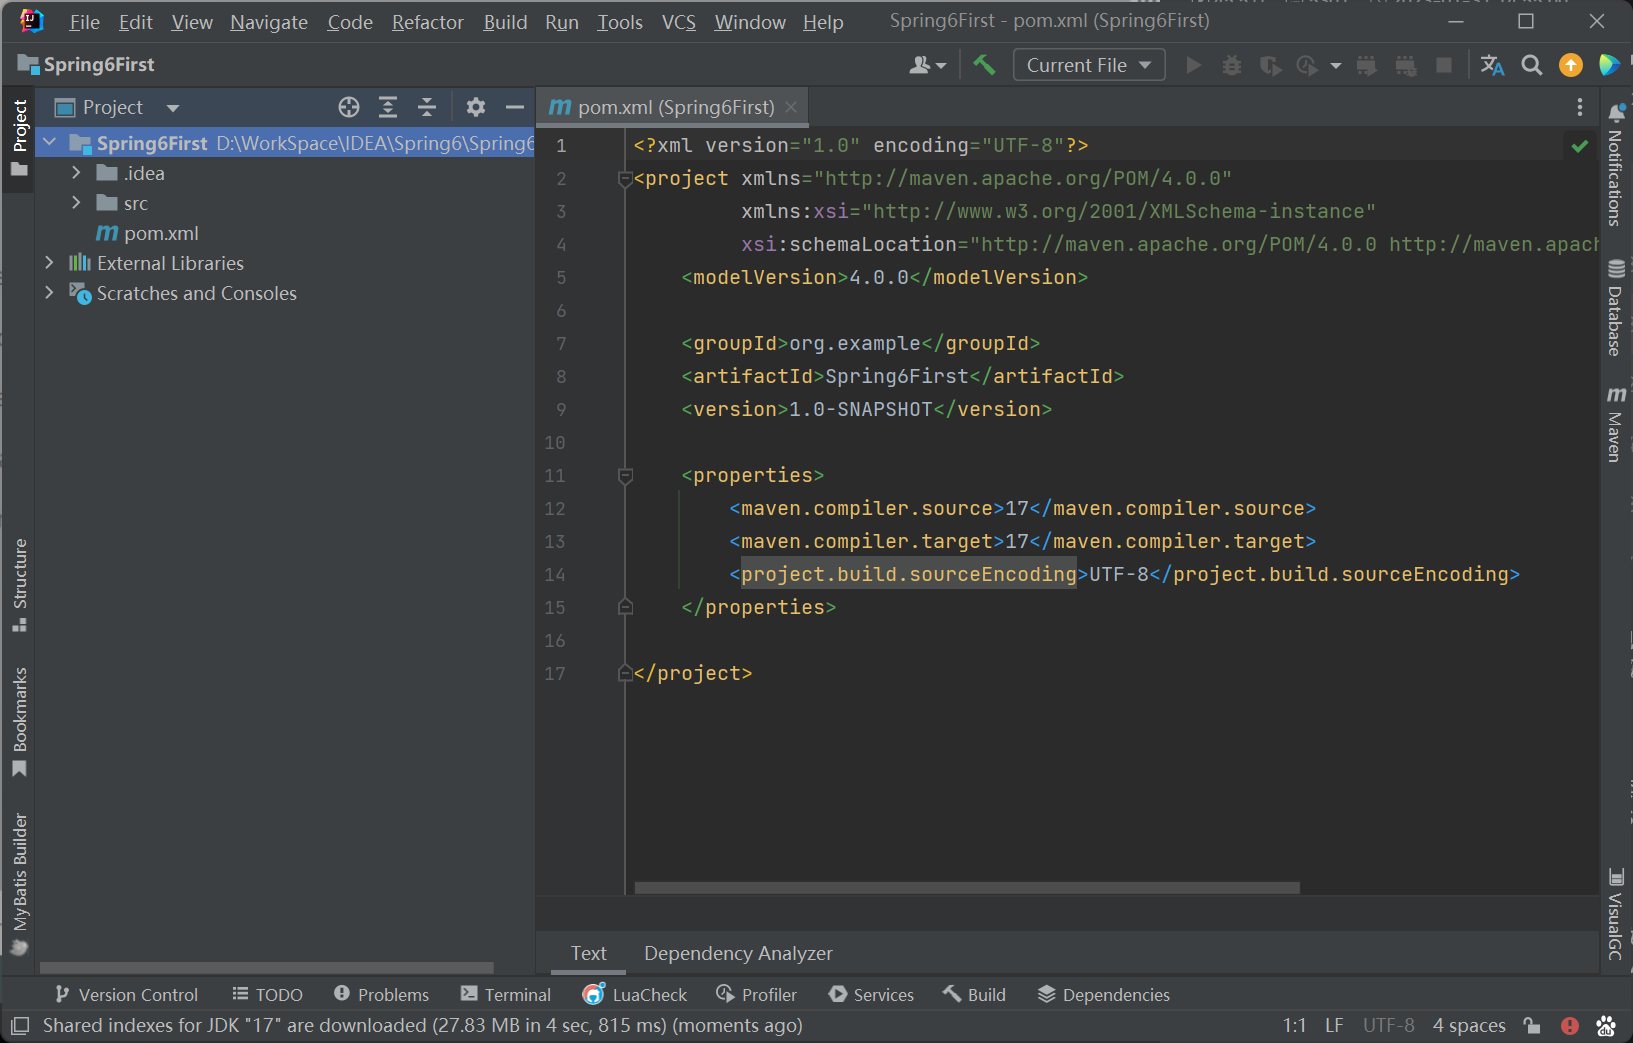 File Edit View Navigate Code Refactor Build Run Tools VCS Window Help Spring6First - pom.xml (Spring6First)
Spring6First
Current File
Project
pom.xml (Spring6First)
Project
Spring6First D:\WorkSpace\IDEA\Spring6\Spring6
.idea
src
pom.xml
External Libraries
Scratches and Consoles
Structure
Bookmarks
MyBatis Builder
1 <?xml version="1.0" encoding="UTF-8"?>
2 <project xmlns="http://maven.apache.org/POM/4.0.0"
3 xmlns:xsi="http://www.w3.org/2001/XMLSchema-instance"
4 xsi:schemaLocation="http://maven.apache.org/POM/4.0.0 http://maven.apach
5 <modelVersion>4.0.0</modelVersion>
6
7 <groupId>org.example</groupId>
8 <artifactId>Spring6First</artifactId>
9 <version>1.0-SNAPSHOT</version>
10
11 <properties>
12 <maven.compiler.source>17</maven.compiler.source>
13 <maven.compiler.target>17</maven.compiler.target>
14 <project.build.sourceEncoding>UTF-8</project.build.sourceEncoding>
15 </properties>
16
17 </project>
Notifications
Database
Maven
VisualGC
Text Dependency Analyzer
Version Control TODO Problems Terminal LuaCheck Profiler Services Build Dependencies
Shared indexes for JDK "17" are downloaded (27.83 MB in 4 sec, 815 ms) (moments ago) 1:1 LF UTF-8 4 spaces